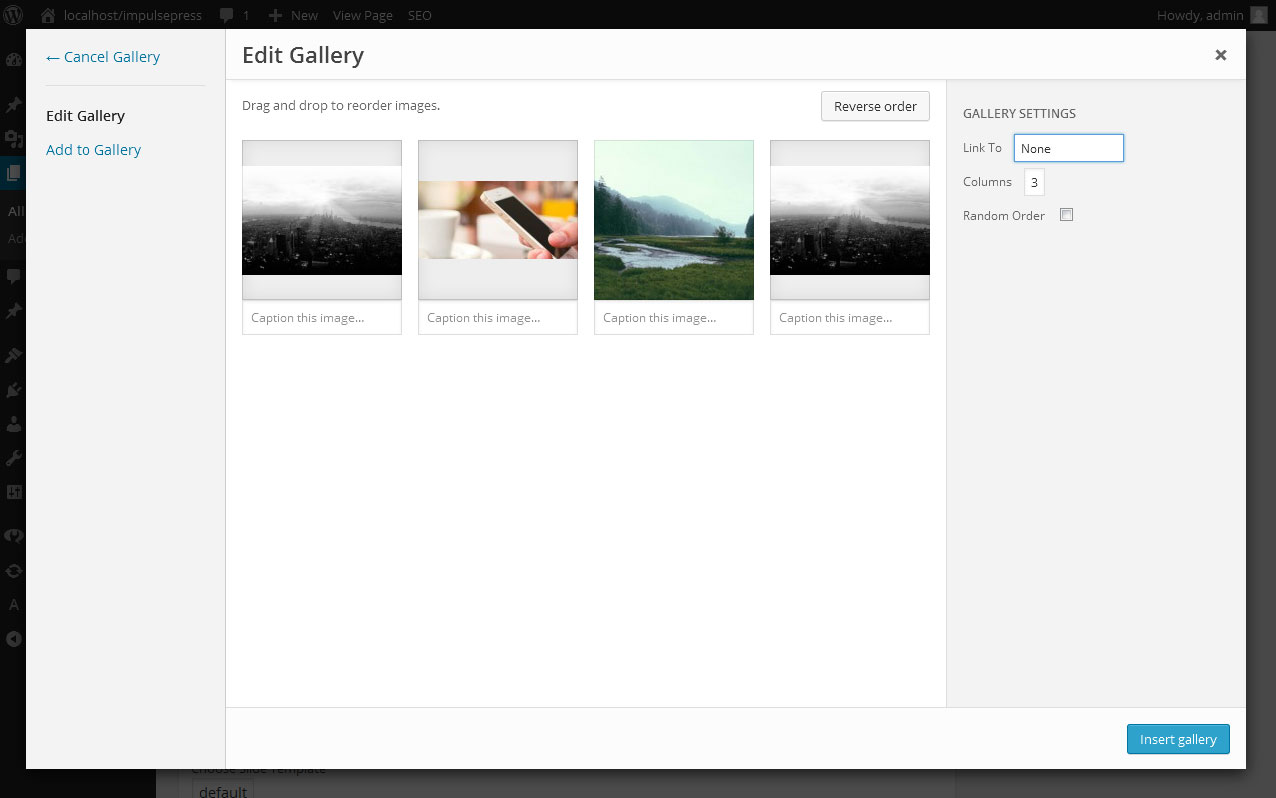 localhost/impulsepress 1 New View Page SEO Howdy, admin
← Cancel Gallery
Edit Gallery
Add to Gallery
Edit Gallery
×
Drag and drop to reorder images.
Reverse order
Caption this image...
Caption this image...
Caption this image...
Caption this image...
GALLERY SETTINGS
Link To None
Columns 3
Random Order
Insert gallery
All
Ad
A
Choose Slide Template
default